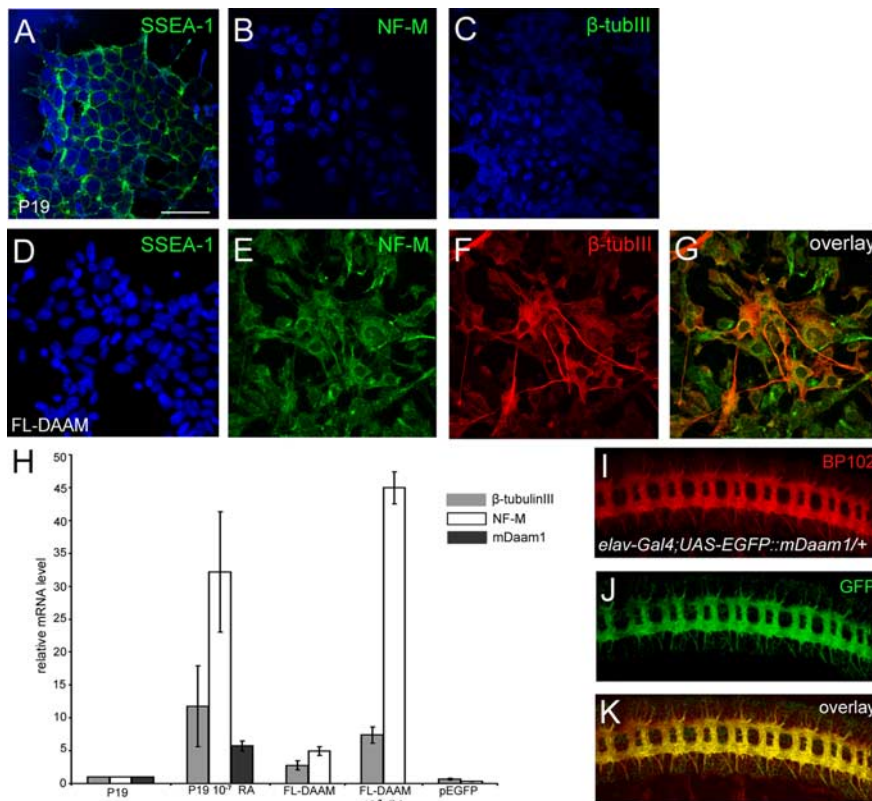 A SSEA-1
P19
B NF-M
C β-tubIII
D SSEA-1
FL-DAAM
E NF-M
F β-tubIII
G overlay
H
relative mRNA level
50
45
40
35
30
25
20
15
10
5
0
P19
P19 10⁻⁷ RA
FL-DAAM
FL-DAAM
pEGFP
β-tubulinIII
NF-M
mDaam1
I BP102
elav-Gal4;UAS-EGFP::mDaam1/+
J GFP
K overlay